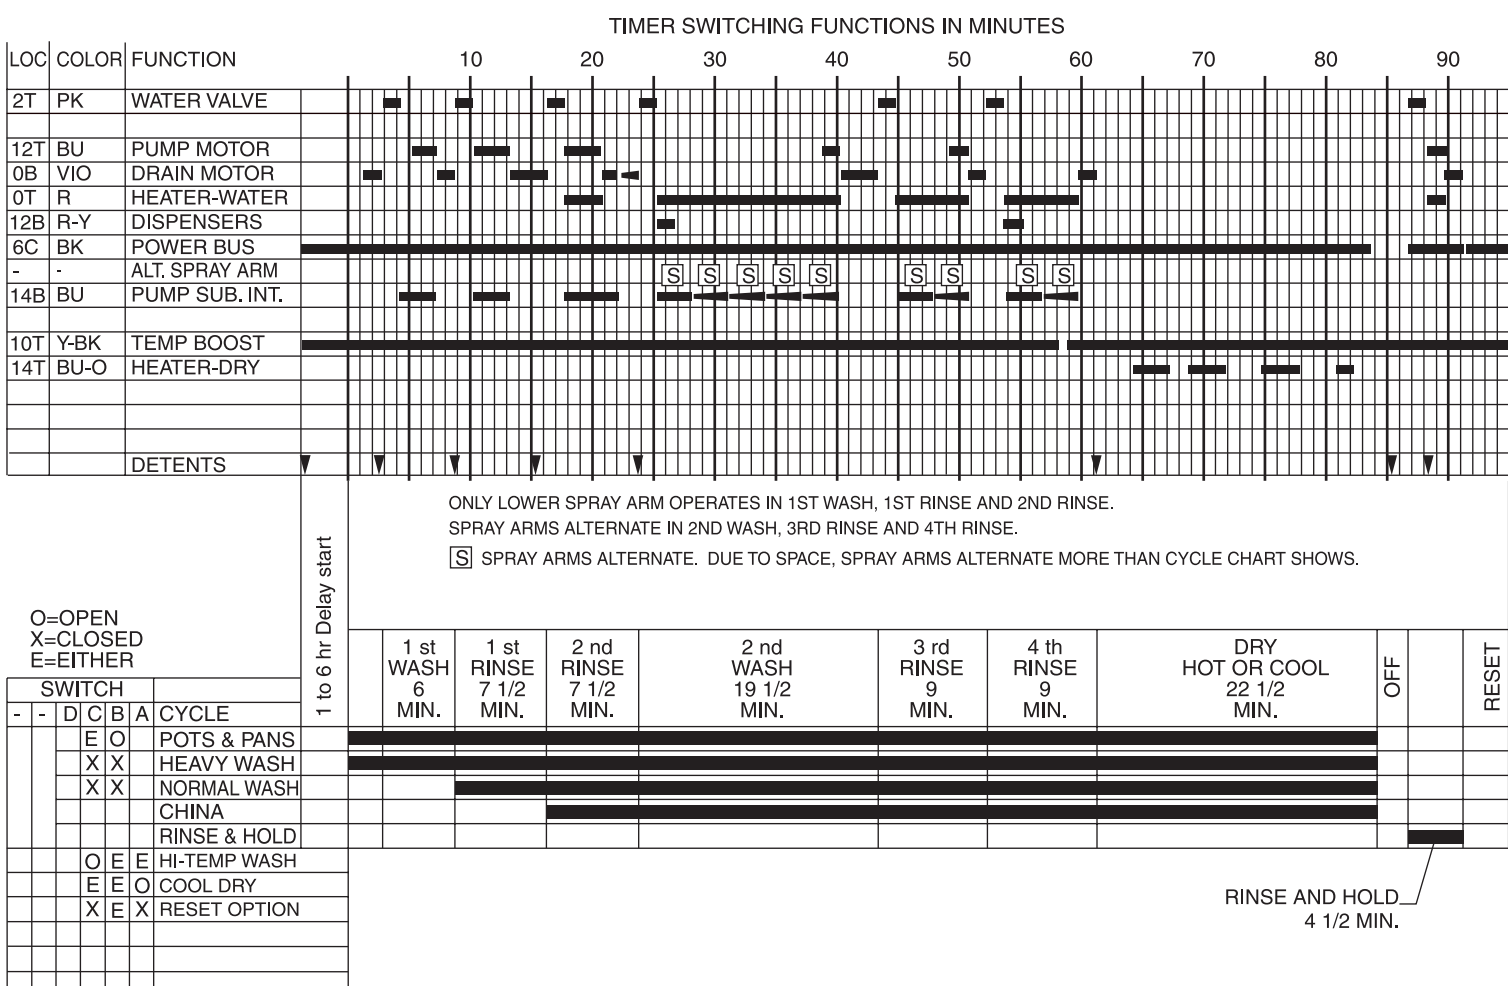 TIMER SWITCHING FUNCTIONS IN MINUTES
LOC COLOR FUNCTION 10 20 30 40 50 60 70 80 90
2T PK WATER VALVE
12T BU PUMP MOTOR
0B VIO DRAIN MOTOR
0T R HEATER-WATER
12B R-Y DISPENSERS
6C BK POWER BUS
- - ALT. SPRAY ARM S S S S S S S S S
14B BU PUMP SUB. INT.
10T Y-BK TEMP BOOST
14T BU-O HEATER-DRY
DETENTS
ONLY LOWER SPRAY ARM OPERATES IN 1ST WASH, 1ST RINSE AND 2ND RINSE.
SPRAY ARMS ALTERNATE IN 2ND WASH, 3RD RINSE AND 4TH RINSE.
S SPRAY ARMS ALTERNATE. DUE TO SPACE, SPRAY ARMS ALTERNATE MORE THAN CYCLE CHART SHOWS.
O=OPEN
X=CLOSED
E=EITHER
1 to 6 hr Delay start
1 st WASH 6 MIN.
1 st RINSE 7 1/2 MIN.
2 nd RINSE 7 1/2 MIN.
2 nd WASH 19 1/2 MIN.
3 rd RINSE 9 MIN.
4 th RINSE 9 MIN.
DRY HOT OR COOL 22 1/2 MIN.
OFF
RESET
SWITCH
- - D C B A CYCLE
E O POTS & PANS
X X HEAVY WASH
X X NORMAL WASH
CHINA
RINSE & HOLD
O E E HI-TEMP WASH
E E O COOL DRY
X E X RESET OPTION
RINSE AND HOLD
4 1/2 MIN.